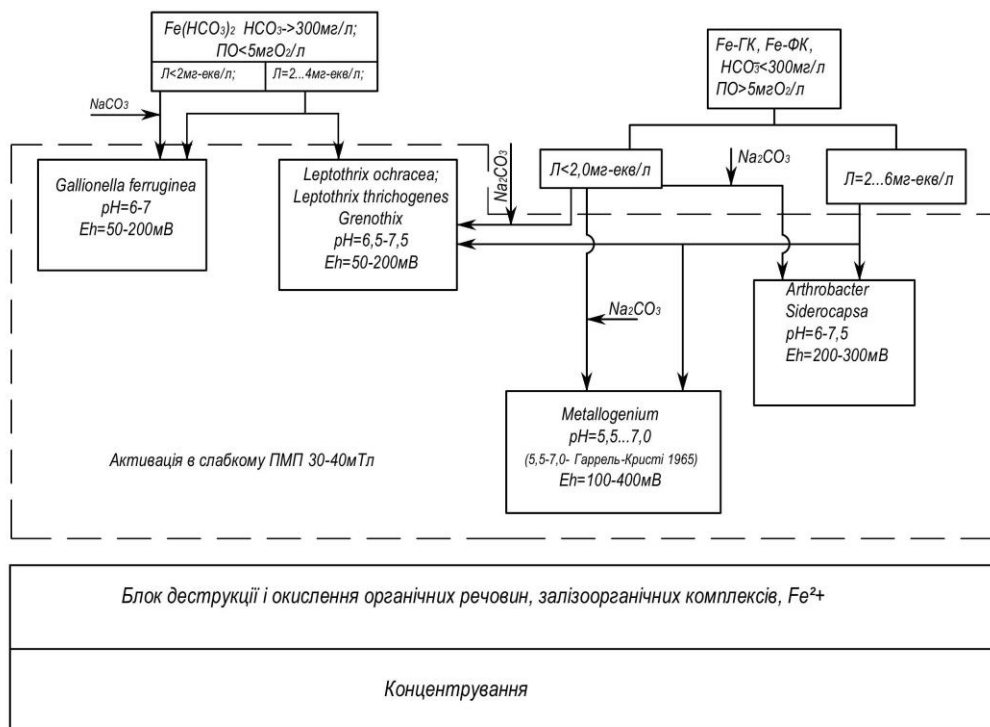 Fe(HCO₃)₂ HCO₃->300мг/л;
ПО<5мгO₂/л
Л<2мг-екв/л;
Л=2...4мг-екв/л;
NaCO₃
Fe-ГК, Fe-ФК,
HCO₃̅<300мг/л
ПО>5мгO₂/л
Gallionella ferruginea
pH=6-7
Eh=50-200мВ
Leptothrix ochracea;
Leptothrix thrichogenes
Grenothix
pH=6,5-7,5
Eh=50-200мВ
Na₂CO₃
Л<2,0мг-екв/л
Na₂CO₃
Л=2...6мг-екв/л
Na₂CO₃
Arthrobacter
Siderocapsa
pH=6-7,5
Eh=200-300мВ
Metallogenium
pH=5,5...7,0
(5,5-7,0- Гаррель-Кристі 1965)
Eh=100-400мВ
Активація в слабкому ПМП 30-40мТл
Блок деструкції і окислення органічних речовин, залізоорганічних комплексів, Fe²+
Концентрування